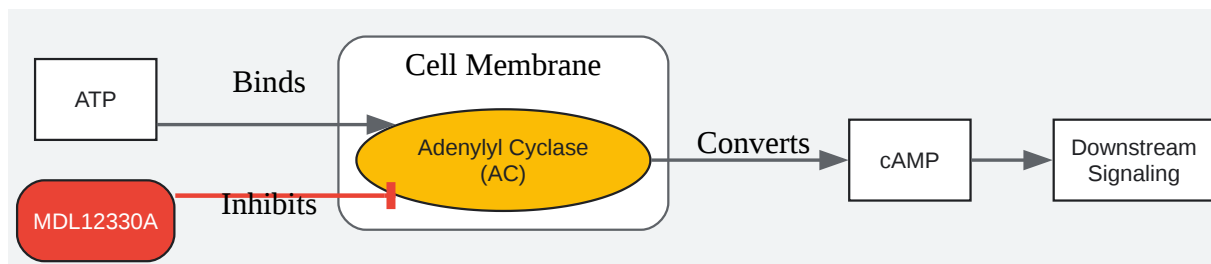 Cell Membrane
ATP
Binds
Adenylyl Cyclase
(AC)
Converts
cAMP
Downstream
Signaling
MDL12330A
Inhibits